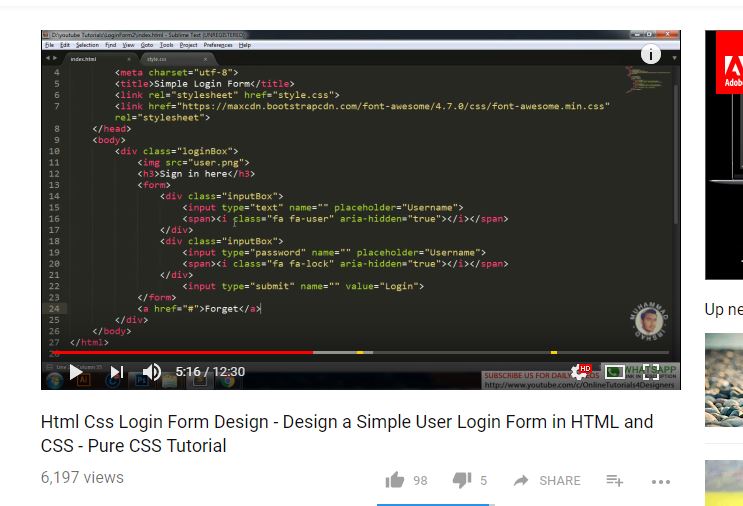 D:\youtube Tutorials\LoginForm2\index.html - Sublime Text (UNREGISTERED)
File Edit Selection Find View Goto Tools Project Preferences Help
index.html style.css
4 <meta charset="utf-8">
5 <title>Simple Login Form</title>
6 <link rel="stylesheet" href="style.css">
7 <link href="https://maxcdn.bootstrapcdn.com/font-awesome/4.7.0/css/font-awesome.min.css"
rel="stylesheet">
8 </head>
9 <body>
10 <div class="loginBox">
11 <img src="user.png">
12 <h3>Sign in here</h3>
13 <form>
14 <div class="inputBox">
15 <input type="text" name="" placeholder="Username">
16 <span><i class="fa fa-user" aria-hidden="true"></i></span>
17 </div>
18 <div class="inputBox">
19 <input type="password" name="" placeholder="Username">
20 <span><i class="fa fa-lock" aria-hidden="true"></i></span>
21 </div>
22 <input type="submit" name="" value="Login">
23 </form>
24 <a href="#">Forget</a>
25 </div>
26 </body>
27 </html>
28
MUHAMMAD
IRSHAD
5:16 / 12:30
HD
SUBSCRIBE US FOR DAILY
WHATSAPP
LINK IN
http://www.youtube.com/c/OnlineTutorials4Designers
Adob
Up ne
Html Css Login Form Design - Design a Simple User Login Form in HTML and
CSS - Pure CSS Tutorial
6,197 views
98 5 SHARE